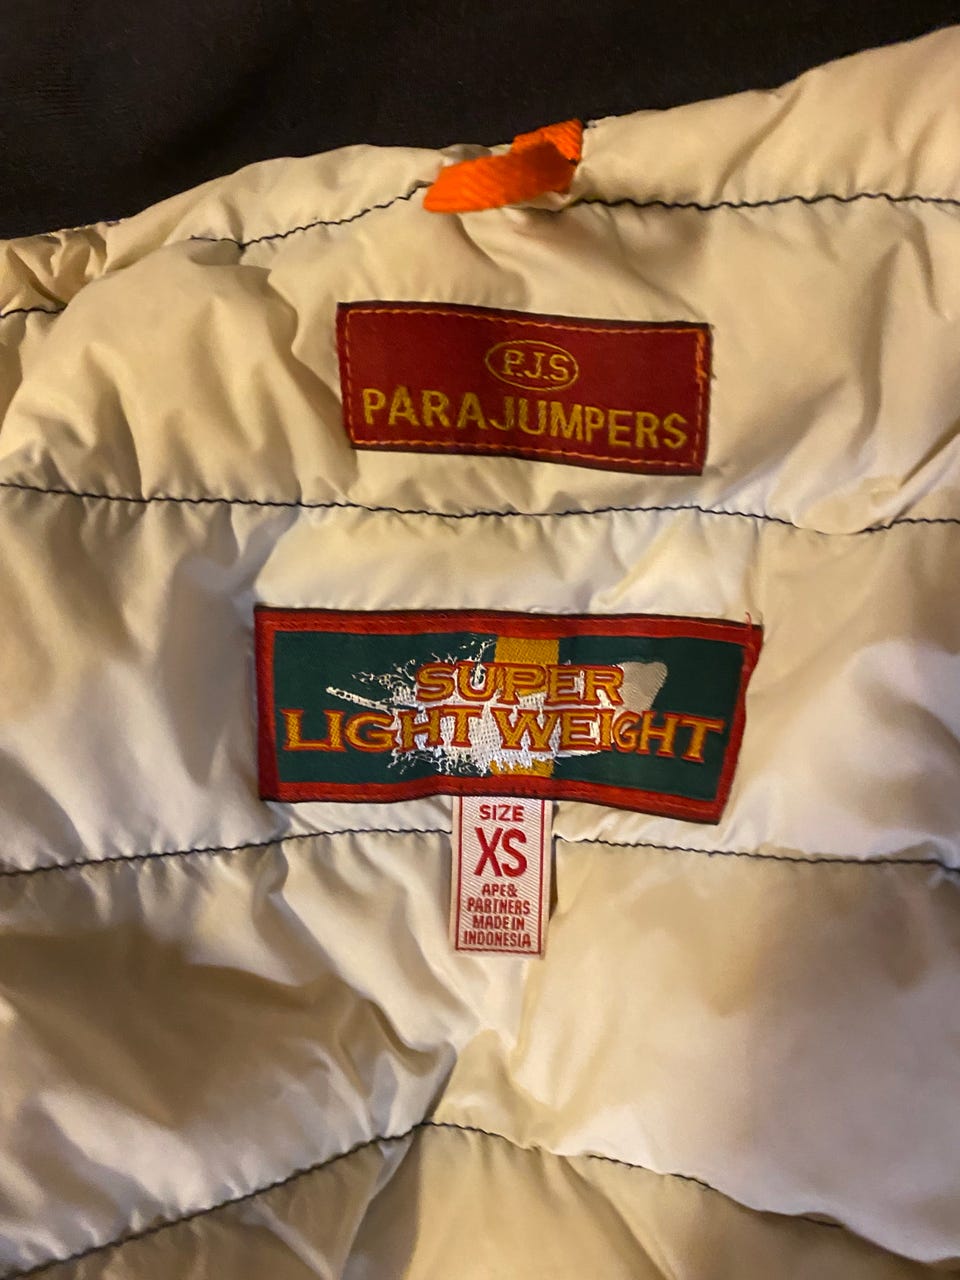 P.J.S
PARAJUMPERS
SUPER
LIGHT WEIGHT
SIZE
XS
APE&
PARTNERS
MADE IN
INDONESIA